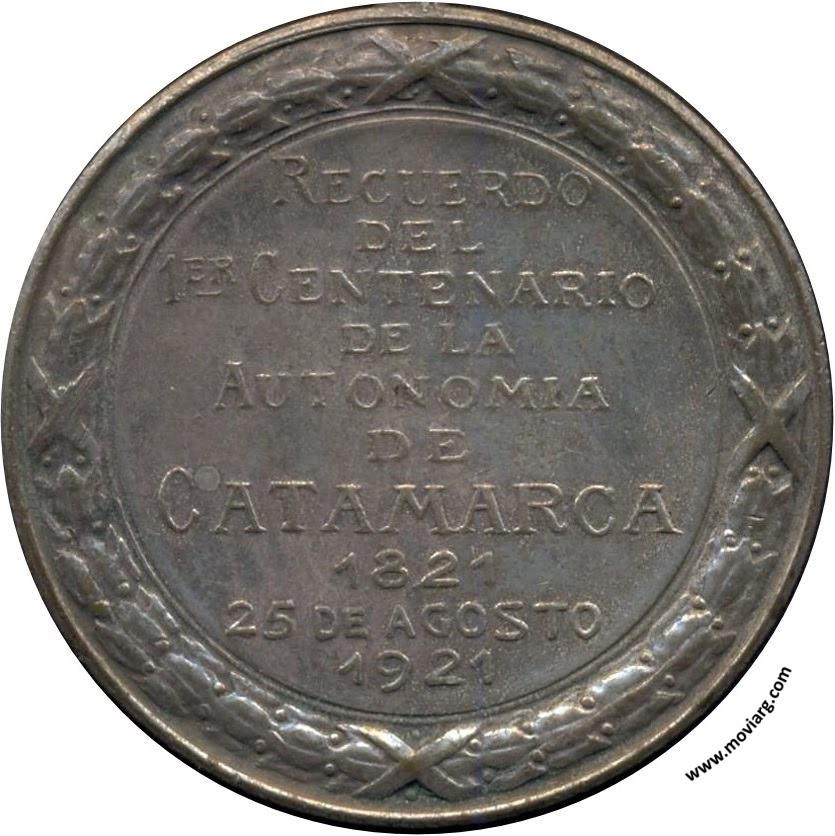 RECUERDO
DEL
1ER CENTENARIO
DE LA
AUTONOMIA
DE
CATAMARCA
1821
25 DE AGOSTO
1921
www.moviarg.com